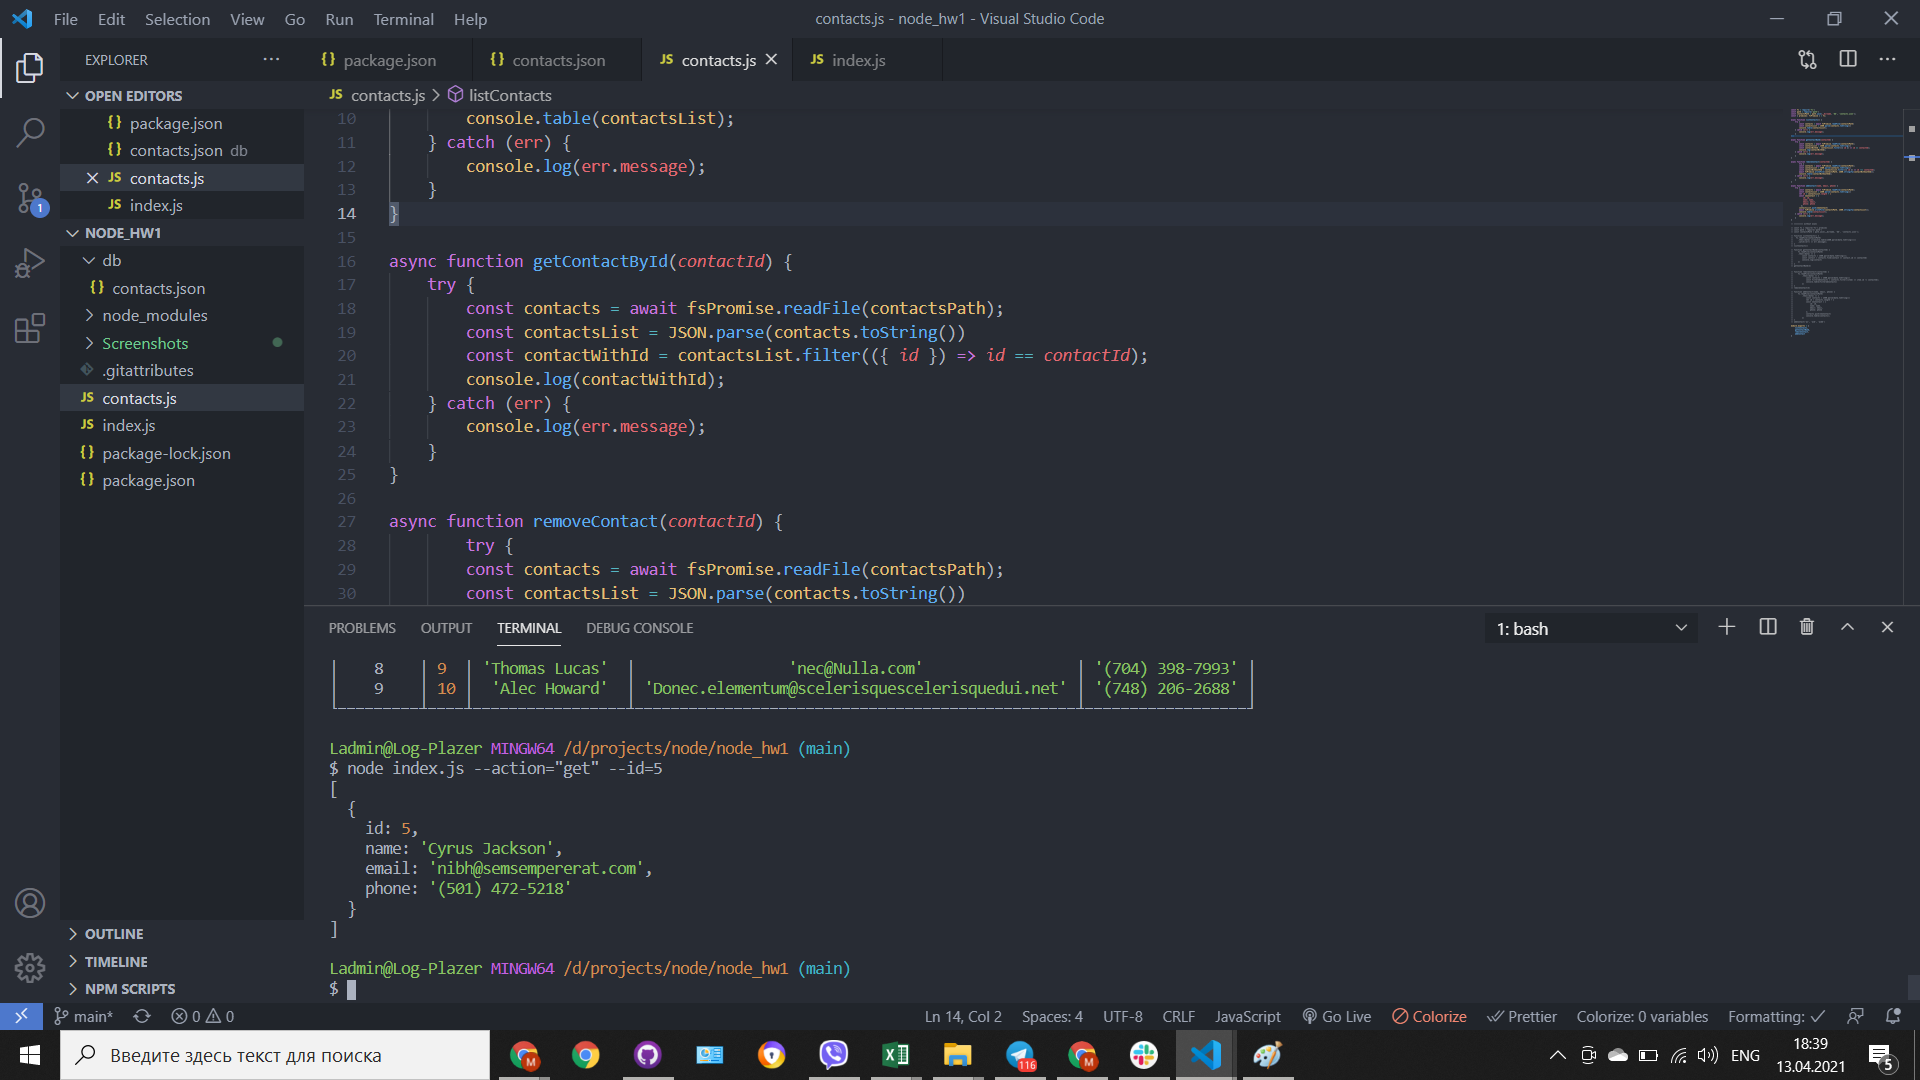 File Edit Selection View Go Run Terminal Help
contacts.js - node_hw1 - Visual Studio Code
EXPLORER
package.json
contacts.json
JS contacts.js
JS index.js
OPEN EDITORS
{} package.json
{} contacts.json db
JS contacts.js
JS index.js
NODE_HW1
db
{} contacts.json
node_modules
Screenshots
.gitattributes
JS contacts.js
JS index.js
{} package-lock.json
{} package.json
OUTLINE
TIMELINE
NPM SCRIPTS
1
JS contacts.js > listContacts
10 console.table(contactsList);
11 } catch (err) {
12 console.log(err.message);
13 }
14 }
15
16 async function getContactById(contactId) {
17 try {
18 const contacts = await fsPromise.readFile(contactsPath);
19 const contactsList = JSON.parse(contacts.toString())
20 const contactWithId = contactsList.filter(({ id }) => id == contactId);
21 console.log(contactWithId);
22 } catch (err) {
23 console.log(err.message);
24 }
25 }
26
27 async function removeContact(contactId) {
28 try {
29 const contacts = await fsPromise.readFile(contactsPath);
30 const contactsList = JSON.parse(contacts.toString())
PROBLEMS OUTPUT TERMINAL DEBUG CONSOLE
1: bash
8 │ 9 │ 'Thomas Lucas' │ 'nec@Nulla.com' │ '(704) 398-7993' │
9 │ 10 │ 'Alec Howard' │ 'Donec.elementum@scelerisquescelerisquedui.net' │ '(748) 206-2688' │
Ladmin@Log-Plazer MINGW64 /d/projects/node/node_hw1 (main)
$ node index.js --action="get" --id=5
[
{
id: 5,
name: 'Cyrus Jackson',
email: 'nibh@semsempererat.com',
phone: '(501) 472-5218'
}
]
Ladmin@Log-Plazer MINGW64 /d/projects/node/node_hw1 (main)
$
main* 0 0
Ln 14, Col 2 Spaces: 4 UTF-8 CRLF JavaScript Go Live Colorize Prettier Colorize: 0 variables Formatting: ✓
Введите здесь текст для поиска
116
ENG
18:39
13.04.2021
5